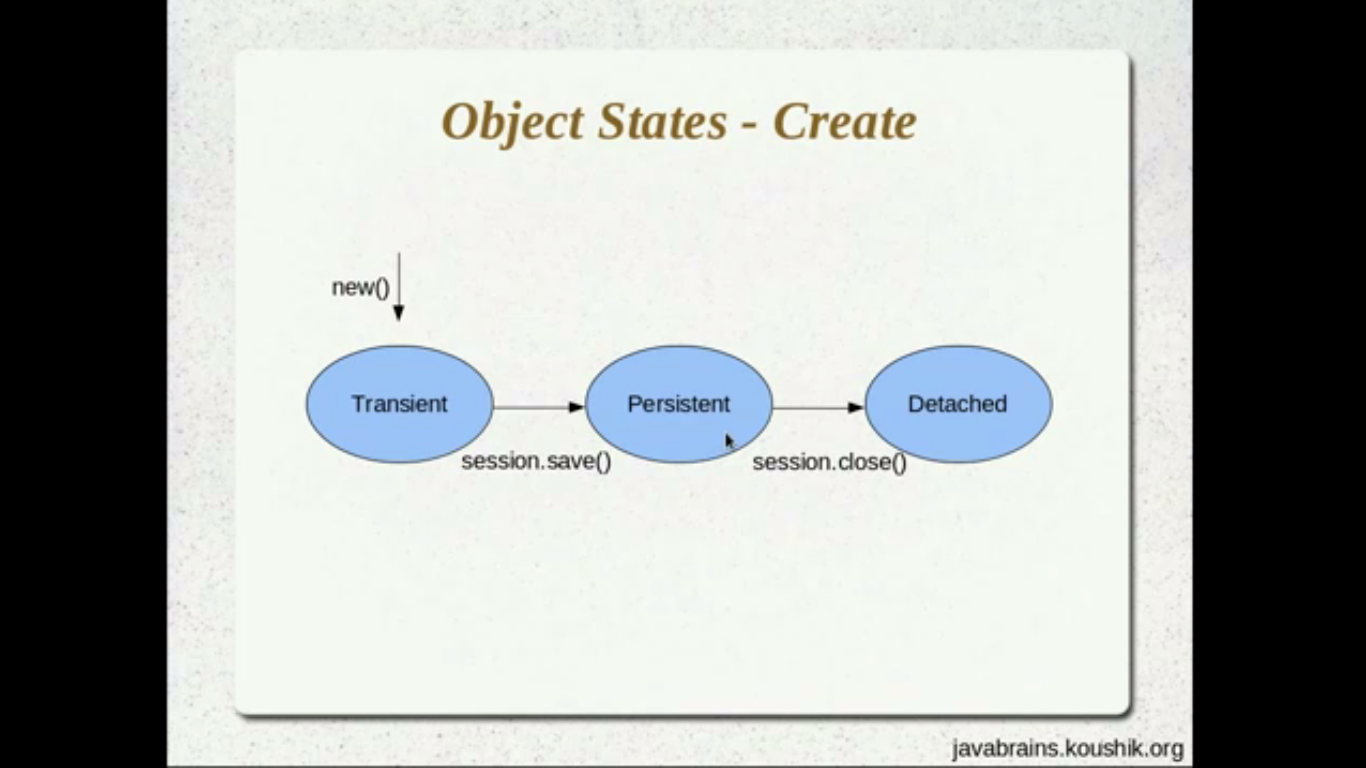 Object States - Create
new()
Transient
Persistent
Detached
session.save()
session.close()
javabrains.koushik.org